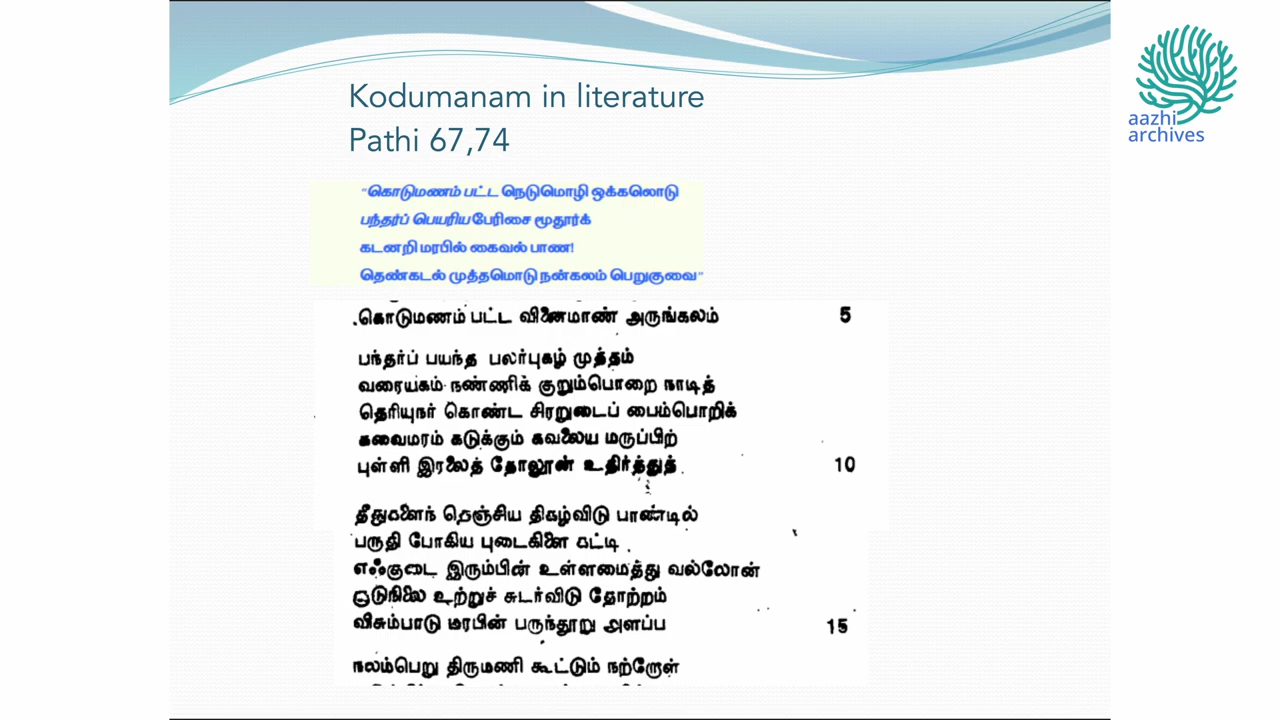 Kodumanam in literature
Pathi 67,74
aazhi
archives
"கொடுமணம் பட்ட நெடுமொழி ஒக்கலொடு
பந்தர்ப் பெயரிய பேரிசை மூதூர்க்
கடனறி மரபில் கைவல் பாண!
தெண்கடல் முத்தமொடு நன்கலம் பெறுகுவை"
கொடுமணம் பட்ட வினைமாண் அருங்கலம் 5
பந்தர்ப் பயந்த பலர்புகழ் முத்தம்
வரையகம் நண்ணிக் குறும்பொறை நாடித்
தெரியுநர் கொண்ட சிரறுடைப் பைம்பொறிக்
கவைமரம் கடுக்கும் கவலைய மருப்பிற்
புள்ளி இரலைத் தோலூன் உதிர்த்துத் 10
தீதுகளைந் தெஞ்சிய திகழ்விடு பாண்டில்
பருதி போகிய புடைகிளை கட்டி
எஃகுடை இரும்பின் உள்ளமைத்து வல்லோன்
சூடுநிலை உற்றுச் சுடர்விடு தோற்றம்
விசும்பாடு மரபின் பருந்தூறு அளப்ப 15
நலம்பெறு திருமணி கூட்டும் நற்றோள்